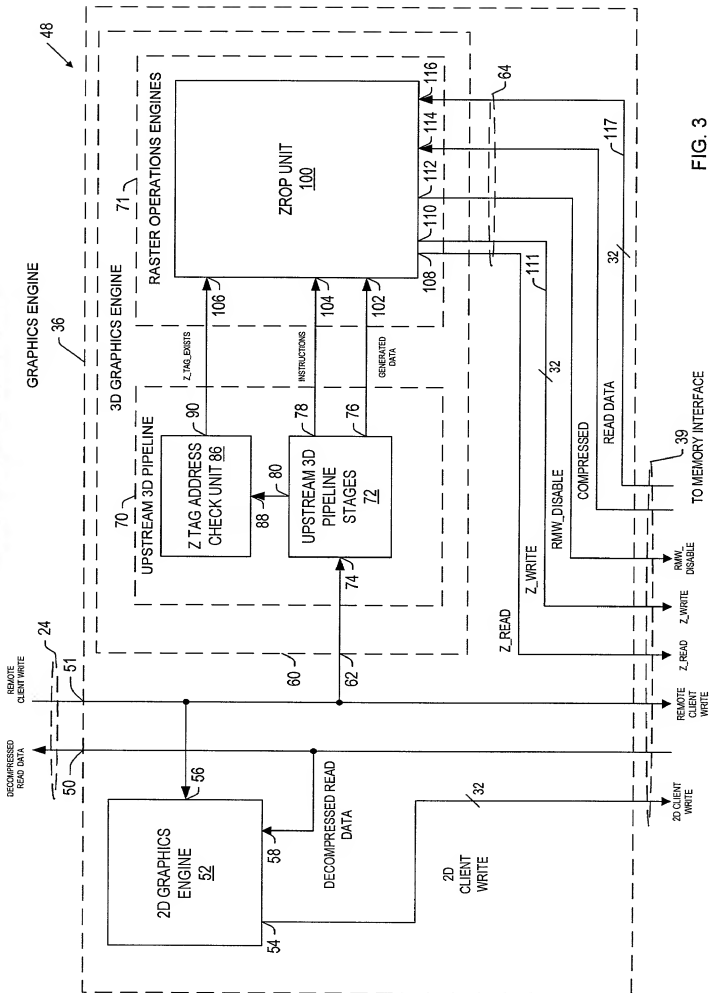 GRAPHICS ENGINE
36
48
3D GRAPHICS ENGINE
71
RASTER OPERATIONS ENGINES
ZROP UNIT
100
106
104
102
108
110
112
114
116
Z_TAG_EXISTS
INSTRUCTIONS
GENERATED
DATA
70
UPSTREAM 3D PIPELINE
Z TAG ADDRESS
CHECK UNIT 86
90
88
80
78
76
UPSTREAM 3D
PIPELINE
STAGES
72
74
60
62
64
117
32
111
32
Z_READ
Z_WRITE
RMW_DISABLE
COMPRESSED
READ DATA
24
REMOTE
CLIENT WRITE
51
DECOMPRESSED
READ DATA
50
56
58
2D GRAPHICS
ENGINE
52
54
DECOMPRESSED READ
DATA
2D
CLIENT
WRITE
32
39
TO MEMORY INTERFACE
RMW_
DISABLE
Z_WRITE
Z_READ
REMOTE
CLIENT
WRITE
2D CLIENT
WRITE
FIG. 3